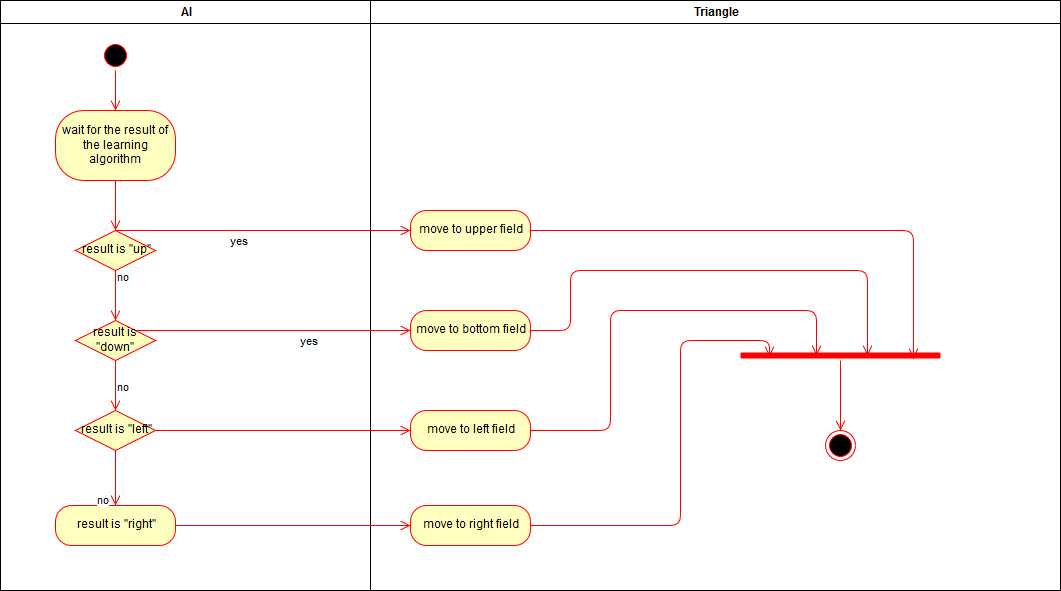 AI
Triangle
wait for the result of
the learning
algorithm
move to upper field
yes
result is "up"
no
move to bottom field
result is
"down"
yes
no
result is "left"
move to left field
no
result is "right"
move to right field